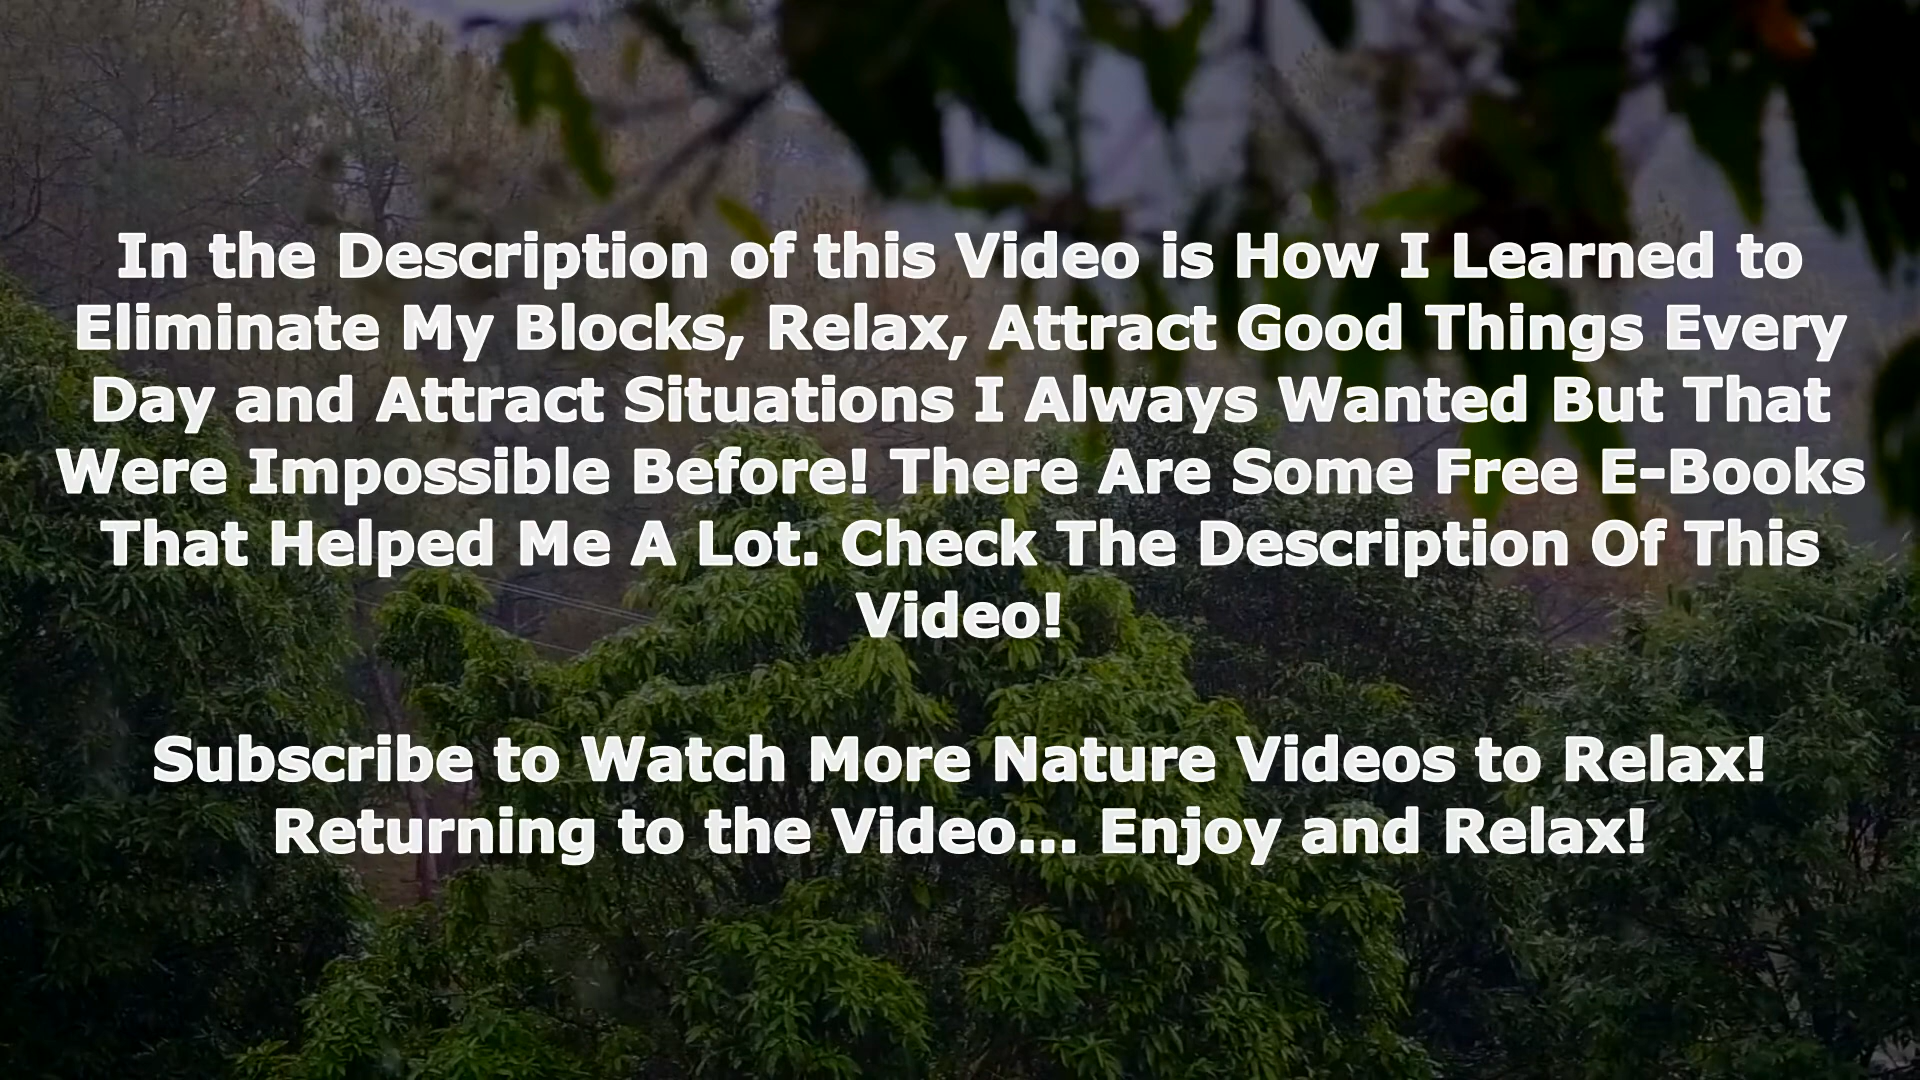 In the Description of this Video is How I Learned to
Eliminate My Blocks, Relax, Attract Good Things Every
Day and Attract Situations I Always Wanted But That
Were Impossible Before! There Are Some Free E-Books
That Helped Me A Lot. Check The Description Of This
Video!
Subscribe to Watch More Nature Videos to Relax!
Returning to the Video... Enjoy and Relax!